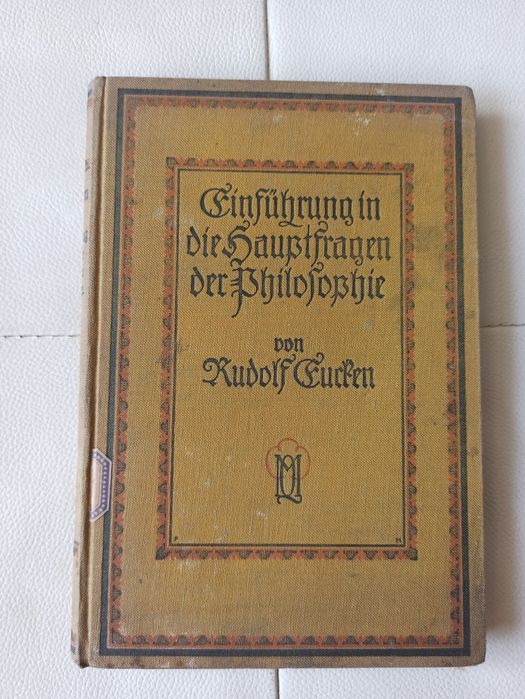 Einführung in
die Hauptfragen
der Philosophie
von
Rudolf Eucken
P M